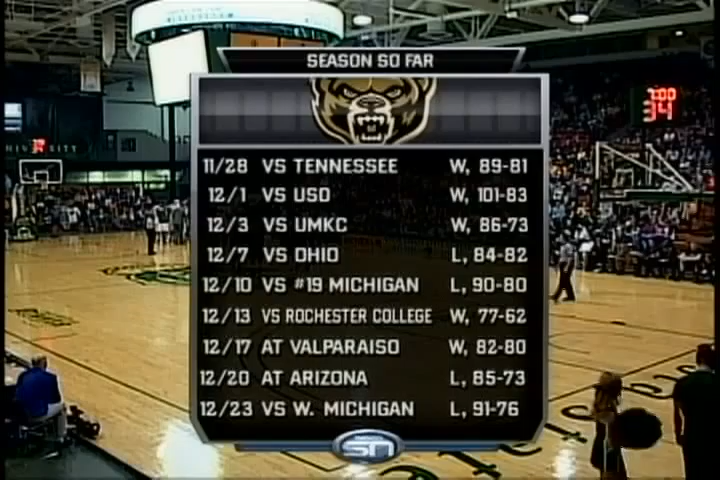 SEASON SO FAR
11/28 VS TENNESSEE W, 89-81
12/1 VS USD W, 101-83
12/3 VS UMKC W, 86-73
12/7 VS OHIO L, 84-82
12/10 VS #19 MICHIGAN L, 90-80
12/13 VS ROCHESTER COLLEGE W, 77-62
12/17 AT VALPARAISO W, 82-80
12/20 AT ARIZONA L, 85-73
12/23 VS W. MICHIGAN L, 91-76
SN
7:00
34